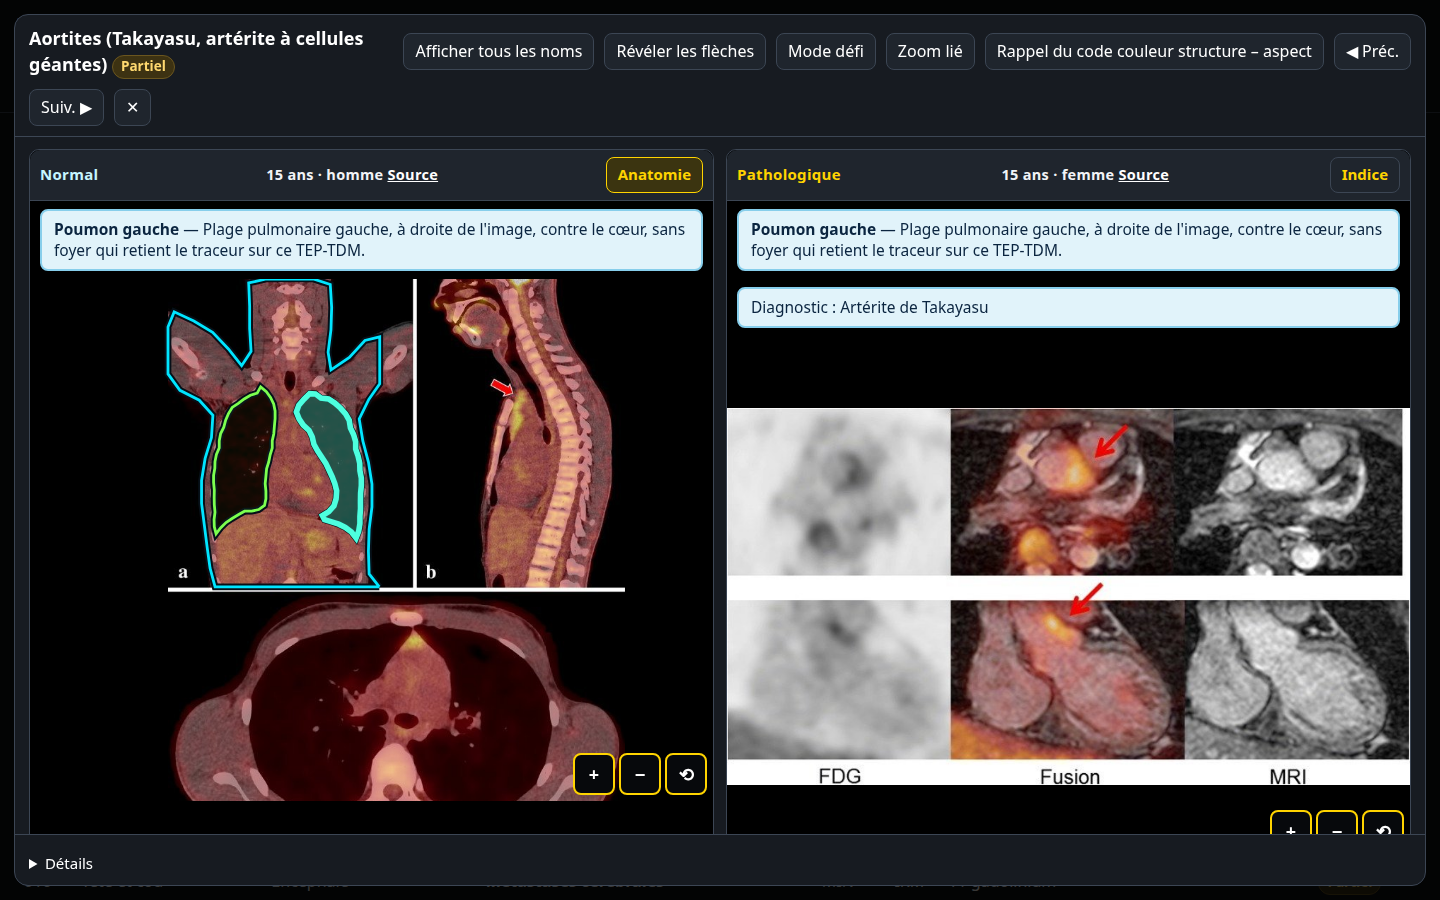 Aortites (Takayasu, artérite à cellules
géantes) Partiel
Afficher tous les noms
Révéler les flèches
Mode défi
Zoom lié
Rappel du code couleur structure – aspect
◀ Préc.
Suiv. ▶
✕
Normal
15 ans · homme Source
Anatomie
Poumon gauche — Plage pulmonaire gauche, à droite de l'image, contre le cœur, sans
foyer qui retient le traceur sur ce TEP-TDM.
a
b
+
−
⟲
Pathologique
15 ans · femme Source
Indice
Poumon gauche — Plage pulmonaire gauche, à droite de l'image, contre le cœur, sans
foyer qui retient le traceur sur ce TEP-TDM.
Diagnostic : Artérite de Takayasu
FDG
Fusion
MRI
+
−
⟲
▶ Détails